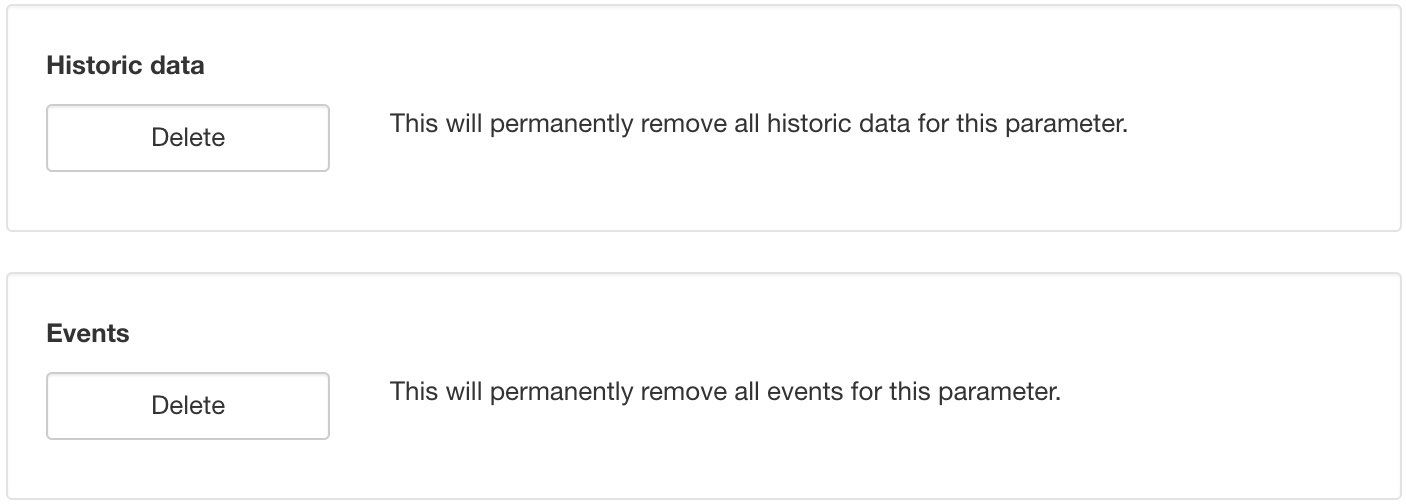 Historic data
Delete
This will permanently remove all historic data for this parameter.
Events
Delete
This will permanently remove all events for this parameter.